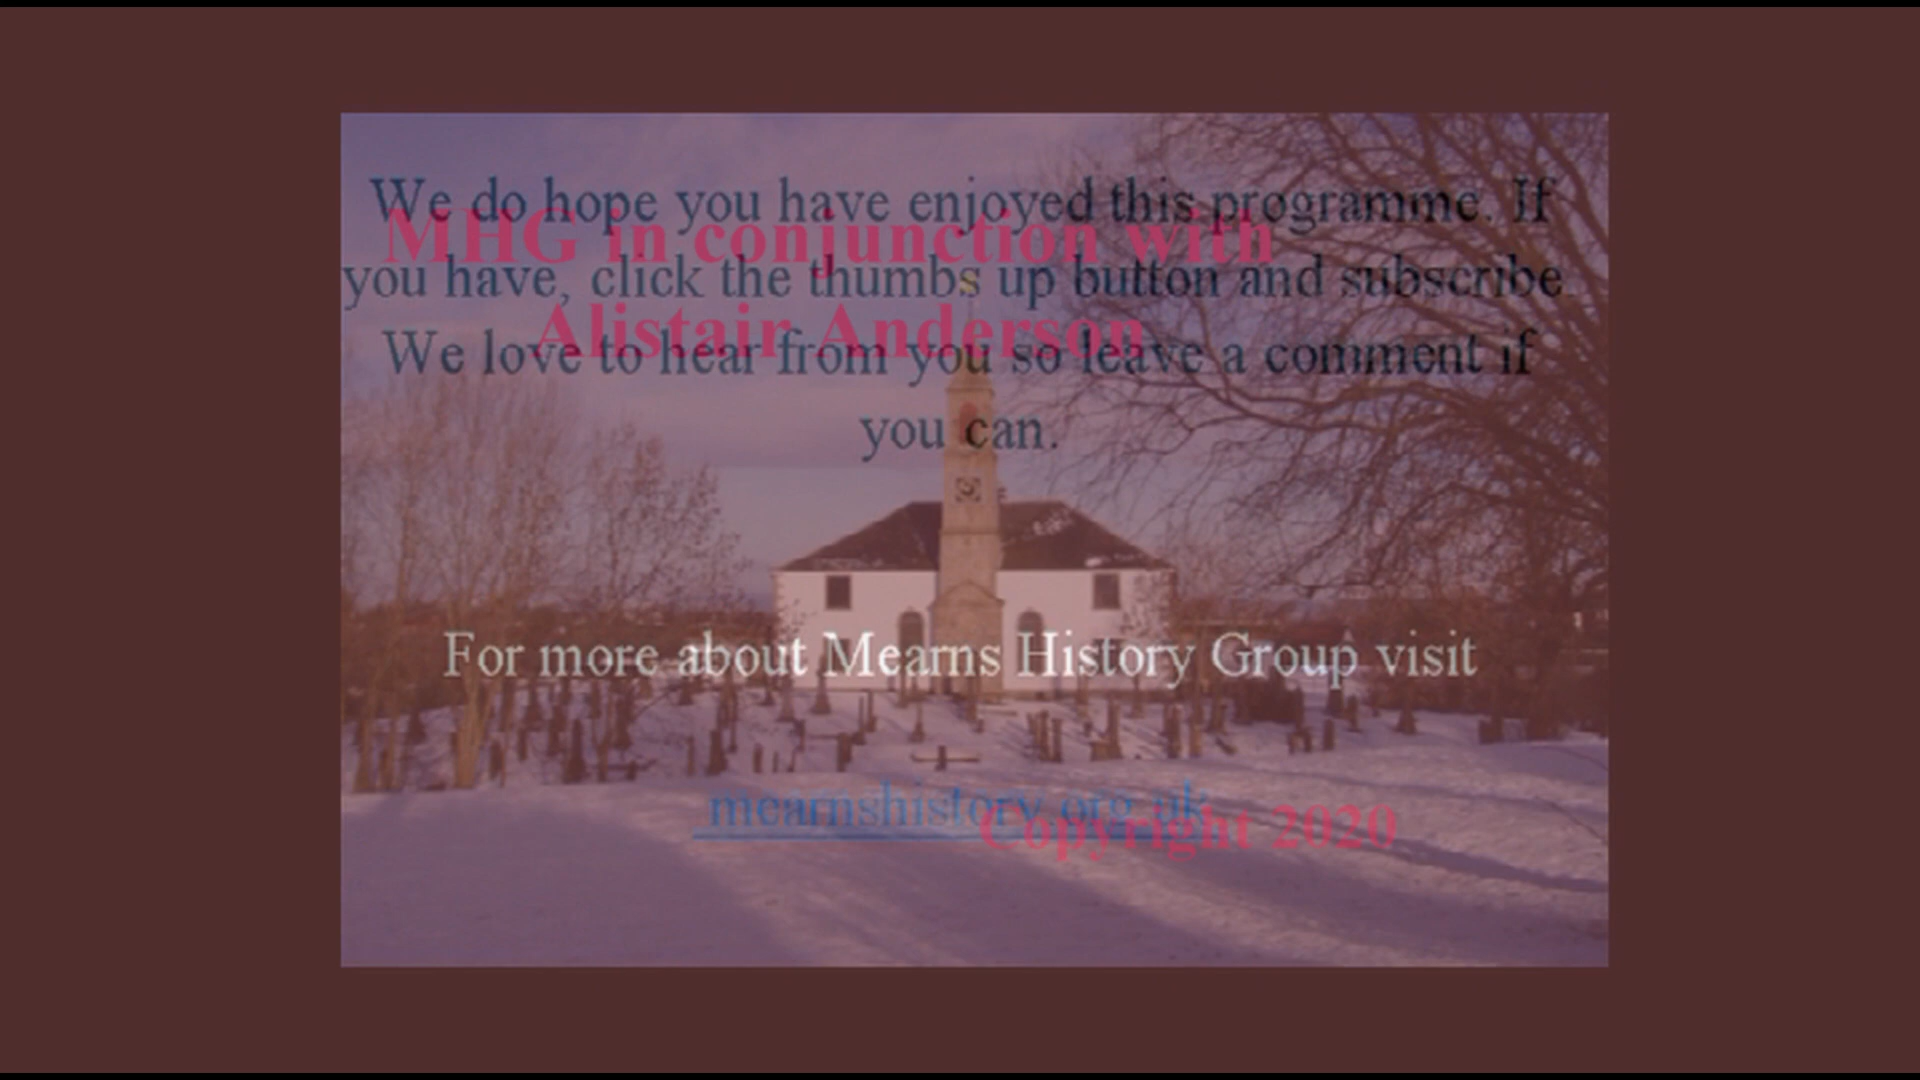 We do hope you have enjoyed this programme. If
MHG in conjunction with
you have, click the thumbs up button and subscribe.
Alistair Anderson
We love to hear from you so leave a comment if
you can.
For more about Mearns History Group visit
mearnshistory.org.uk
Copyright 2020